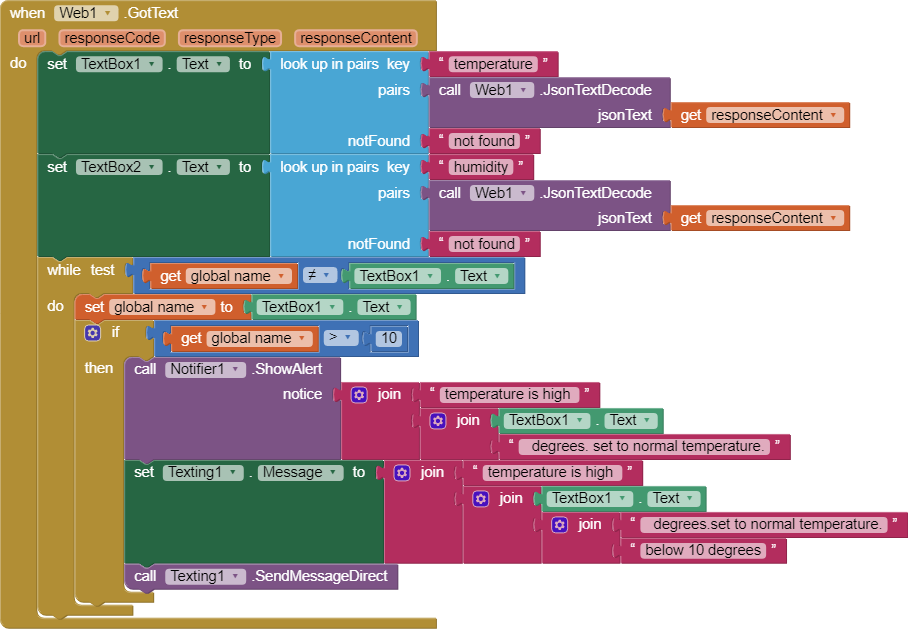 when Web1 .GotText
url responseCode responseType responseContent
do set TextBox1 . Text to look up in pairs key “ temperature ”
pairs call Web1 .JsonTextDecode
jsonText get responseContent
notFound “ not found ”
set TextBox2 . Text to look up in pairs key “ humidity ”
pairs call Web1 .JsonTextDecode
jsonText get responseContent
notFound “ not found ”
while test get global name ≠ TextBox1 . Text
do set global name to TextBox1 . Text
if get global name > 10
then call Notifier1 .ShowAlert
notice join “ temperature is high ”
join TextBox1 . Text
“ degrees. set to normal temperature. ”
set Texting1 . Message to join “ temperature is high ”
join TextBox1 . Text
join “ degrees.set to normal temperature. ”
“ below 10 degrees ”
call Texting1 .SendMessageDirect